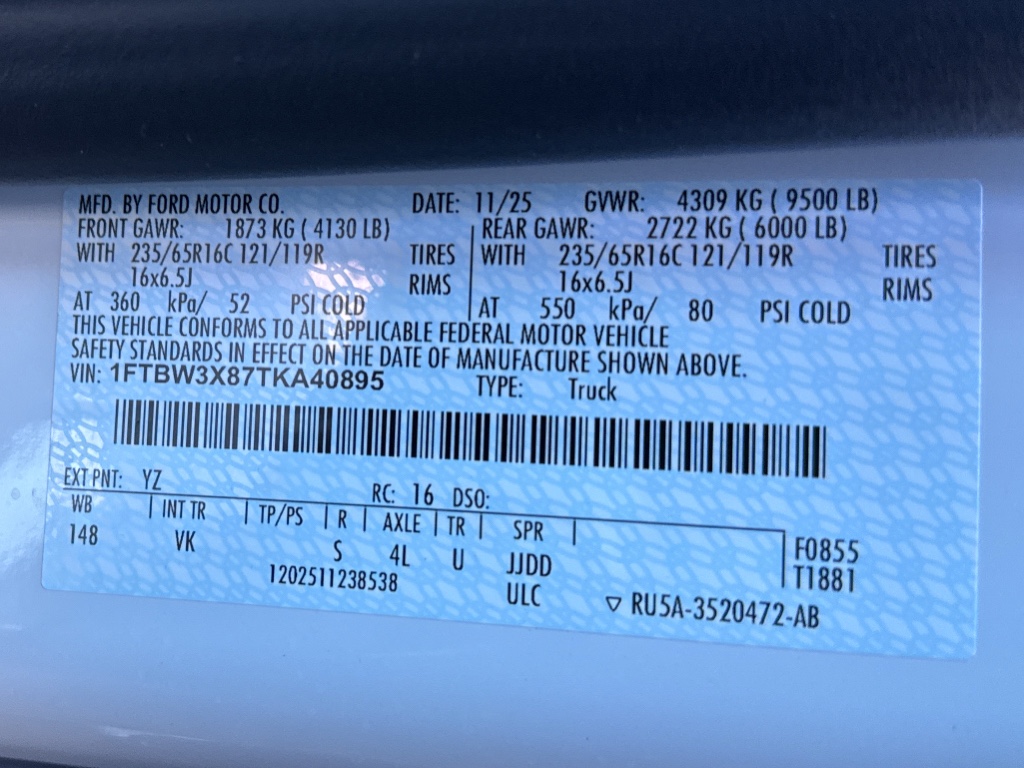 MFD. BY FORD MOTOR CO. DATE: 11/25 GVWR: 4309 KG ( 9500 LB)
FRONT GAWR: 1873 KG ( 4130 LB) REAR GAWR: 2722 KG ( 6000 LB)
WITH 235/65R16C 121/119R TIRES WITH 235/65R16C 121/119R TIRES
16x6.5J RIMS 16x6.5J RIMS
AT 360 kPa/ 52 PSI COLD AT 550 kPa/ 80 PSI COLD
THIS VEHICLE CONFORMS TO ALL APPLICABLE FEDERAL MOTOR VEHICLE
SAFETY STANDARDS IN EFFECT ON THE DATE OF MANUFACTURE SHOWN ABOVE.
VIN: 1FTBW3X87TKA40895 TYPE: Truck
EXT PNT: YZ RC: 16 DSO:
WB INT TR TP/PS R AXLE TR SPR
148 VK S 4L U JJDD F0855
1202511238538 ULC T1881
RU5A-3520472-AB